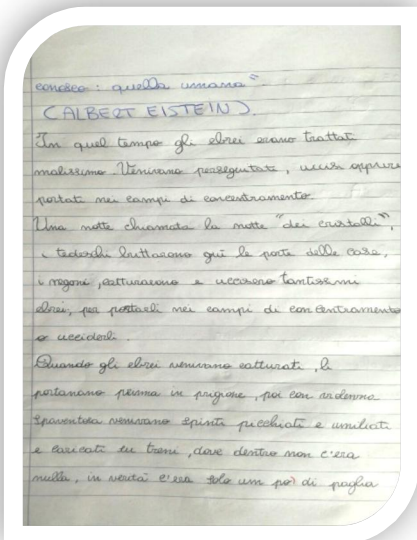 conosco: quella umana"
(ALBERT EISTEIN).
In quel tempo gli ebrei erano trattati
malissimo. Venivano perseguitati, uccisi oppure
portati nei campi di concentramento.
Una notte chiamata la notte "dei cristalli",
i tedeschi buttarono giù le porte delle case,
i negozi, catturarono e uccisero tantissimi
ebrei, per portarli nei campi di concentramento
o ucciderli.
Quando gli ebrei venivano catturati, li
portavano prima in prigione, poi con violenza
spaventosa venivano spinti picchiati e umiliati
e caricati su treni, dove dentro non c'era
nulla, in verità c'era solo un po' di paglia